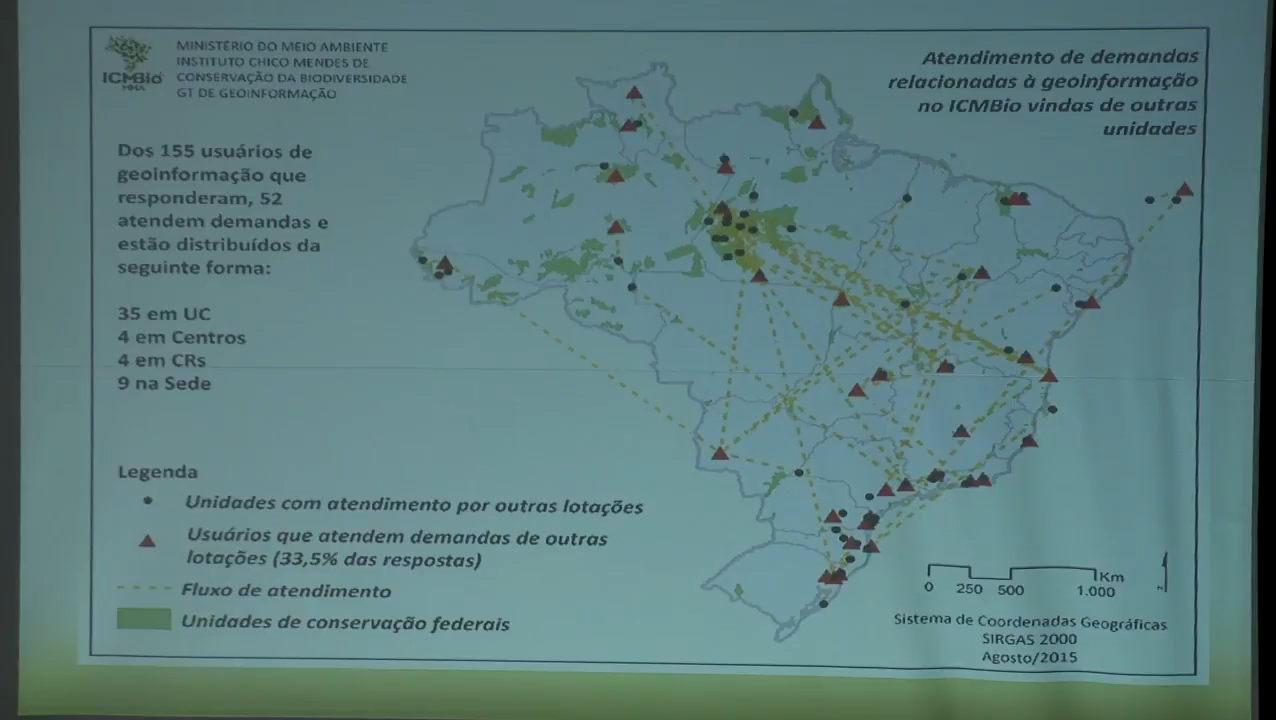 ICMBio
MMA
MINISTÉRIO DO MEIO AMBIENTE
INSTITUTO CHICO MENDES DE
CONSERVAÇÃO DA BIODIVERSIDADE
GT DE GEOINFORMAÇÃO
Atendimento de demandas
relacionadas à geoinformação
no ICMBio vindas de outras
unidades
Dos 155 usuários de
geoinformação que
responderam, 52
atendem demandas e
estão distribuídos da
seguinte forma:
35 em UC
4 em Centros
4 em CRs
9 na Sede
Legenda
Unidades com atendimento por outras lotações
Usuários que atendem demandas de outras
lotações (33,5% das respostas)
Fluxo de atendimento
Unidades de conservação federais
Km
0 250 500 1.000
Sistema de Coordenadas Geográficas
SIRGAS 2000
Agosto/2015